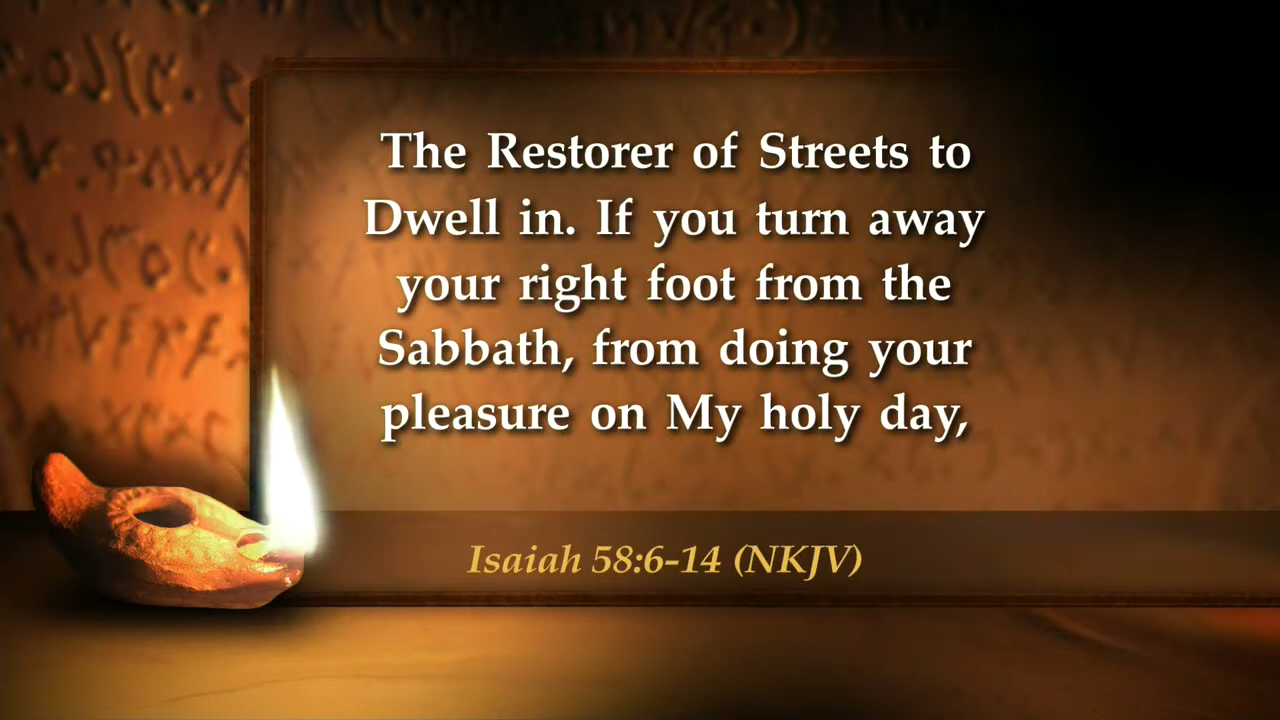 The Restorer of Streets to
Dwell in. If you turn away
your right foot from the
Sabbath, from doing your
pleasure on My holy day,
Isaiah 58:6-14 (NKJV)